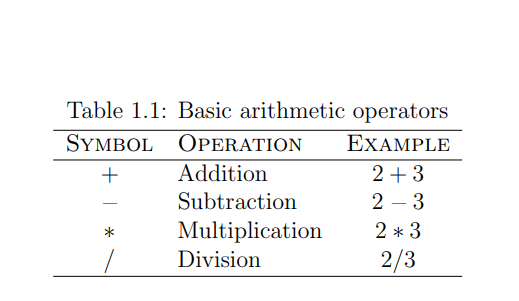 Table 1.1: Basic arithmetic operators
SYMBOL OPERATION EXAMPLE
+ Addition 2 + 3
– Subtraction 2 – 3
* Multiplication 2 * 3
/ Division 2/3